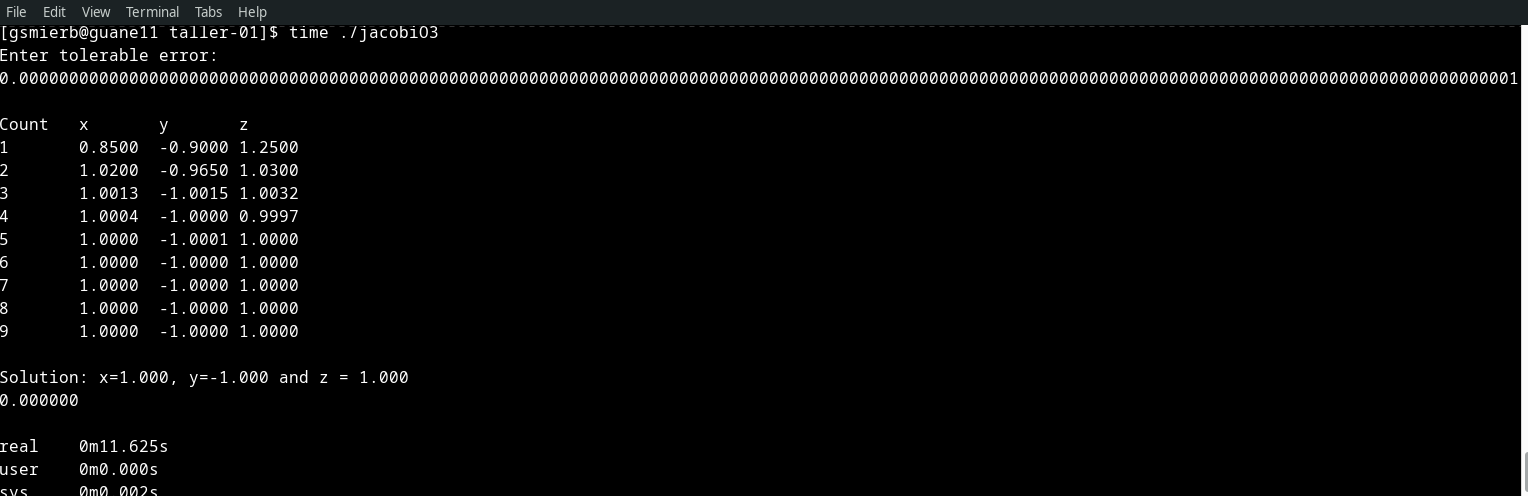 File Edit View Terminal Tabs Help
[gsmierb@guane11 taller-01]$ time ./jacobiO3
Enter tolerable error:
0.000000000000000000000000000000000000000000000000000000000000000000000000000000000000000000000000000000000000000000000000000000000000000000000000000000000001
Count x y z
1 0.8500 -0.9000 1.2500
2 1.0200 -0.9650 1.0300
3 1.0013 -1.0015 1.0032
4 1.0004 -1.0000 0.9997
5 1.0000 -1.0001 1.0000
6 1.0000 -1.0000 1.0000
7 1.0000 -1.0000 1.0000
8 1.0000 -1.0000 1.0000
9 1.0000 -1.0000 1.0000
Solution: x=1.000, y=-1.000 and z = 1.000
0.000000
real 0m11.625s
user 0m0.000s
sys 0m0.002s